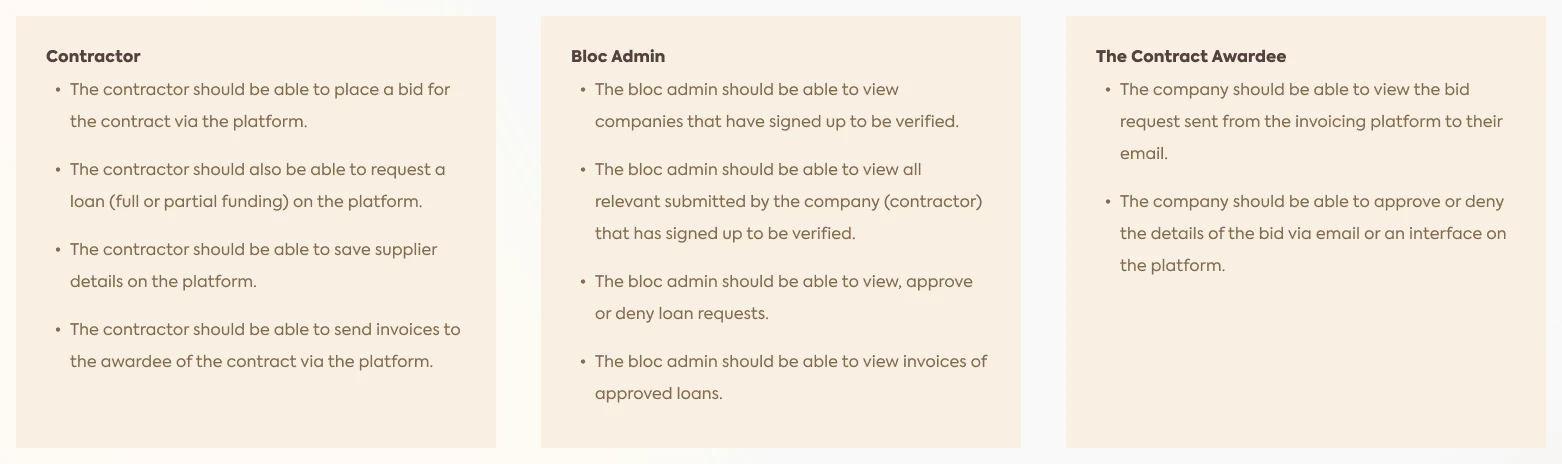 Contractor
• The contractor should be able to place a bid for
the contract via the platform.
• The contractor should also be able to request a
loan (full or partial funding) on the platform.
• The contractor should be able to save supplier
details on the platform.
• The contractor should be able to send invoices to
the awardee of the contract via the platform.
Bloc Admin
• The bloc admin should be able to view
companies that have signed up to be verified.
• The bloc admin should be able to view all
relevant submitted by the company (contractor)
that has signed up to be verified.
• The bloc admin should be able to view, approve
or deny loan requests.
• The bloc admin should be able to view invoices of
approved loans.
The Contract Awardee
• The company should be able to view the bid
request sent from the invoicing platform to their
email.
• The company should be able to approve or deny
the details of the bid via email or an interface on
the platform.